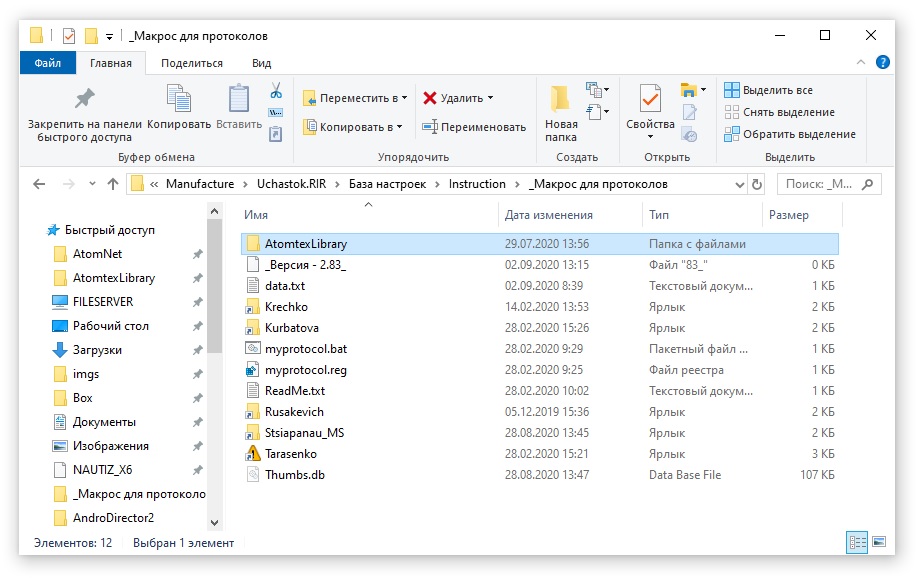 _Макрос для протоколов
Файл Главная Поделиться Вид
Закрепить на панели
быстрого доступа
Копировать
Вставить
Буфер обмена
Переместить в
Копировать в
Удалить
Переименовать
Упорядочить
Новая
папка
Создать
Свойства
Открыть
Выделить все
Снять выделение
Обратить выделение
Выделить
« Manufacture > Uchastok.RIR > База настроек > Instruction > _Макрос для протоколов
Поиск: _М...
Быстрый доступ
AtomNet
AtomtexLibrary
FILESERVER
Рабочий стол
Загрузки
imgs
Box
Документы
Изображения
NAUTIZ_X6
_Макрос для протоколо
AndroDirector2
Имя Дата изменения Тип Размер
AtomtexLibrary 29.07.2020 13:56 Папка с файлами
_Версия - 2.83_ 02.09.2020 13:15 Файл "83_" 0 КБ
data.txt 02.09.2020 8:39 Текстовый докум... 1 КБ
Krechko 14.02.2020 13:53 Ярлык 2 КБ
Kurbatova 28.02.2020 15:26 Ярлык 2 КБ
myprotocol.bat 28.02.2020 9:29 Пакетный файл ... 1 КБ
myprotocol.reg 28.02.2020 9:25 Файл реестра 1 КБ
ReadMe.txt 28.02.2020 10:02 Текстовый докум... 1 КБ
Rusakevich 05.12.2019 15:36 Ярлык 2 КБ
Stsiapanau_MS 28.08.2020 13:45 Ярлык 2 КБ
Tarasenko 28.02.2020 15:21 Ярлык 3 КБ
Thumbs.db 28.08.2020 13:47 Data Base File 107 КБ
Элементов: 12 Выбран 1 элемент